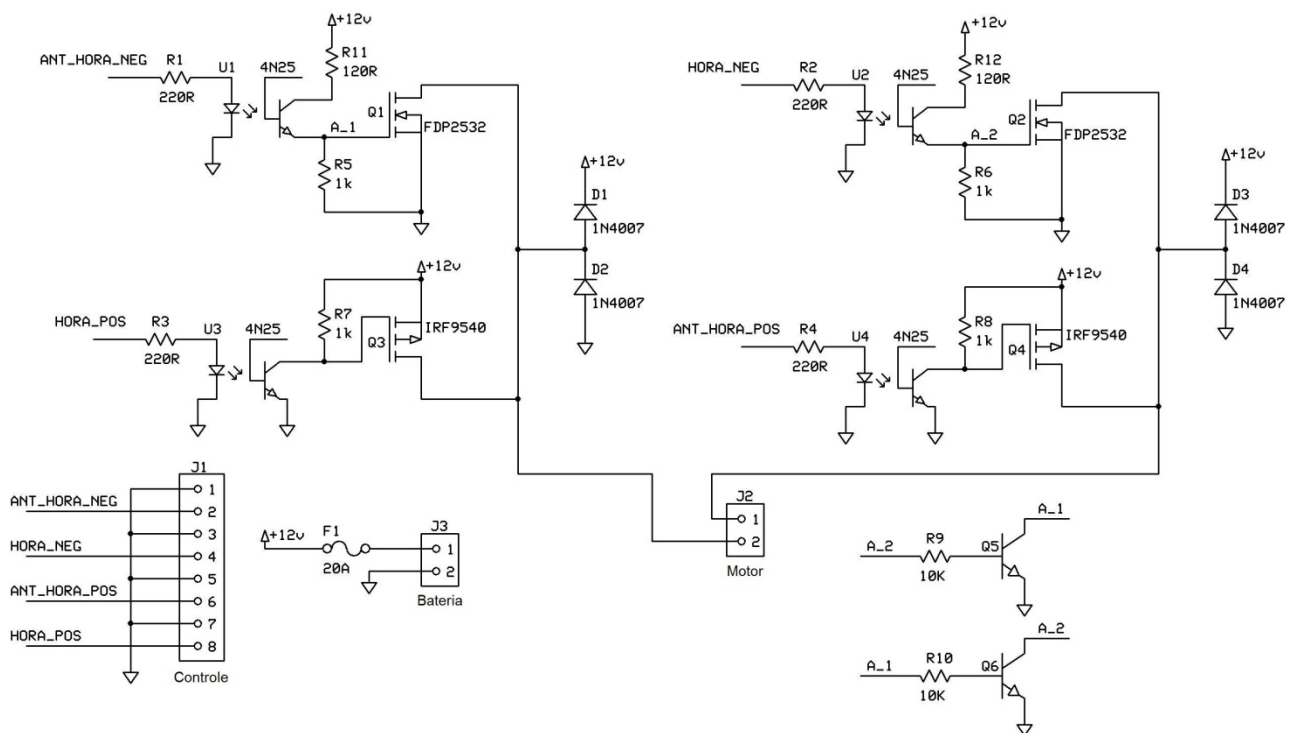 +12v
R11
120R
ANT_HORA_NEG
R1
220R
U1
4N25
Q1
FDP2532
A_1
R5
1k
+12v
D1
1N4007
D2
1N4007
+12v
R12
120R
HORA_NEG
R2
220R
U2
4N25
Q2
FDP2532
A_2
R6
1k
+12v
D3
1N4007
D4
1N4007
+12v
HORA_POS
R3
220R
U3
4N25
R7
1k
Q3
IRF9540
+12v
ANT_HORA_POS
R4
220R
U4
4N25
R8
1k
Q4
IRF9540
J1
1
ANT_HORA_NEG
2
3
HORA_NEG
4
5
ANT_HORA_POS
6
7
HORA_POS
8
Controle
+12v
F1
20A
J3
1
2
Bateria
J2
1
2
Motor
A_1
A_2
R9
10K
Q5
A_2
A_1
R10
10K
Q6